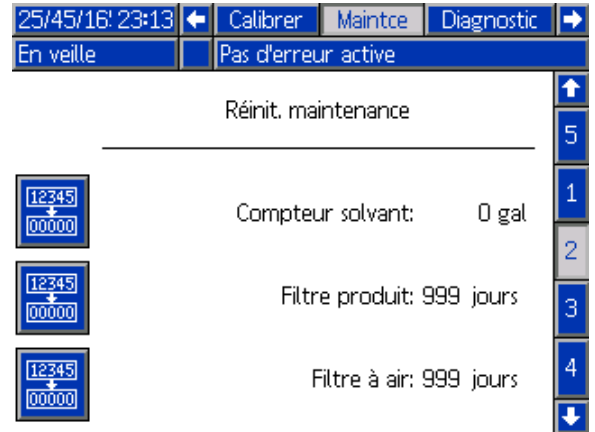 25/45/16 23:13 Calibrer Maintce Diagnostic
En veille Pas d'erreur active
Réinit. maintenance
5
12345 00000 Compteur solvant: 0 gal
1
2
12345 00000 Filtre produit: 999 jours
3
12345 00000 Filtre à air: 999 jours
4